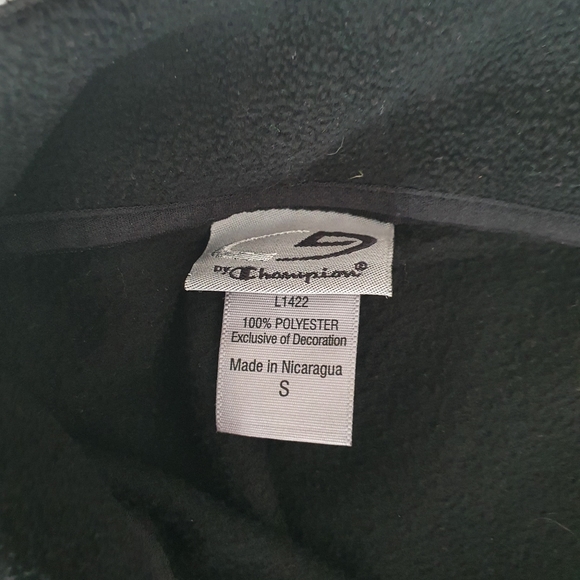 BY Champion®
L1422
100% POLYESTER
Exclusive of Decoration
Made in Nicaragua
S